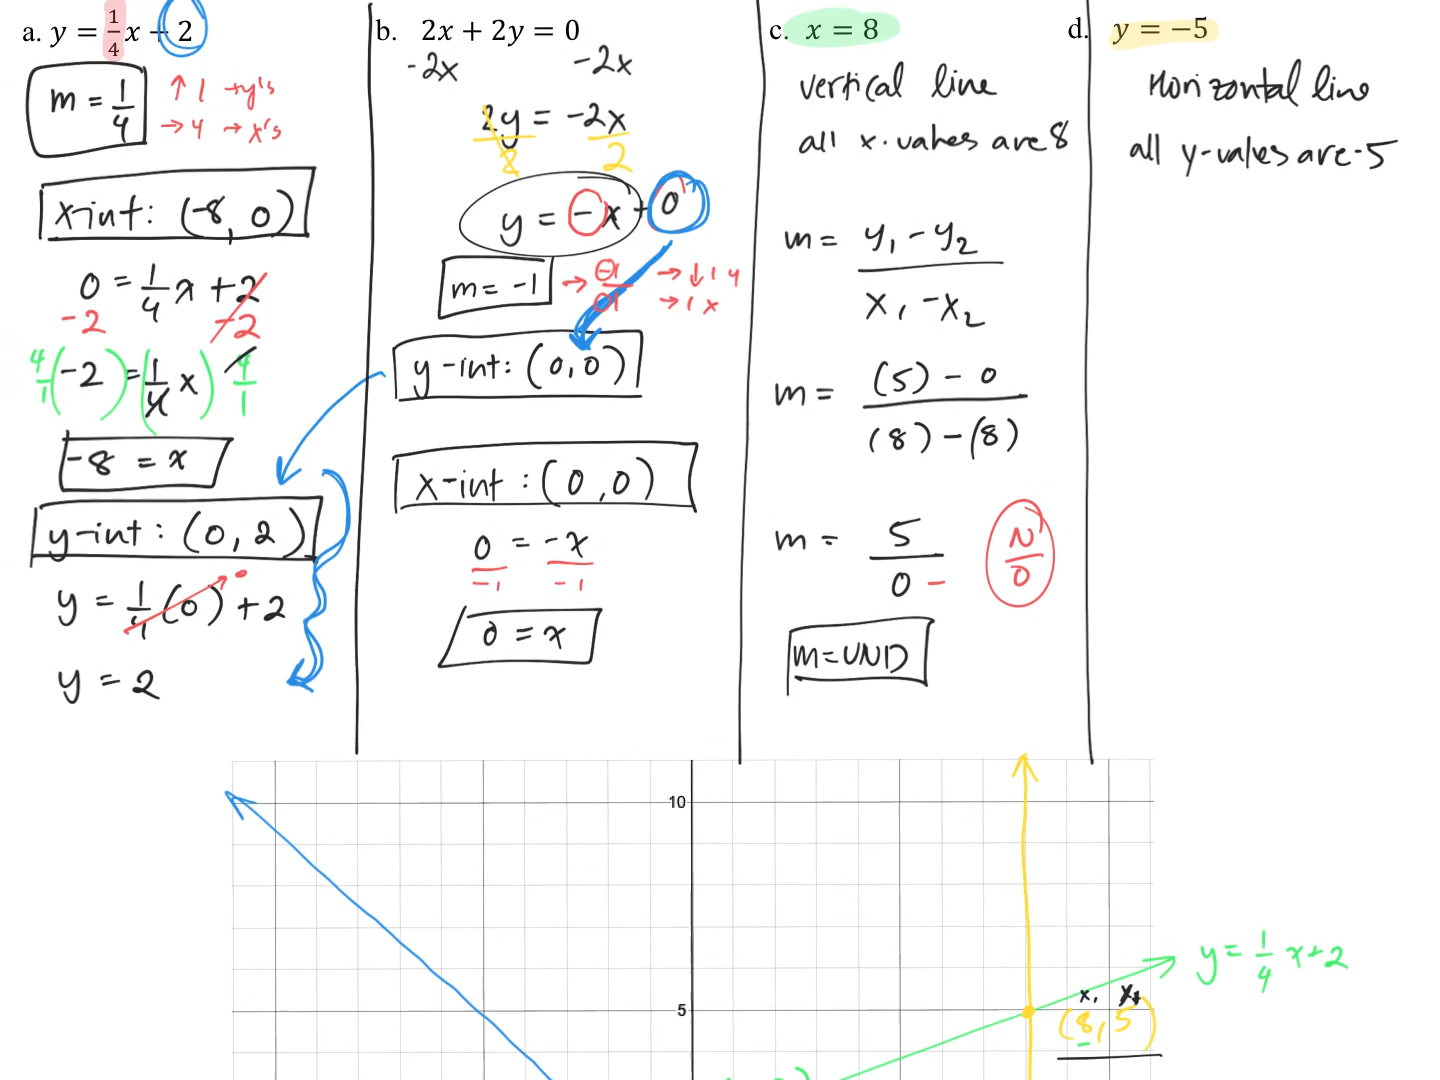 a. y = 1/4 x + 2
m = 1/4
↑ 1 → y's
→ 4 → x's
x-int: (-8, 0)
0 = 1/4 x + 2
-2 -2
4/1 (-2) = (1/4 x) 4/1
-8 = x
y-int: (0, 2)
y = 1/4 (0) + 2
y = 2
b. 2x + 2y = 0
-2x -2x
2y = -2x
2 2
y = -x + 0
m = -1
→ ↓ 1 y
→ 1 x
y-int: (0, 0)
x-int: (0, 0)
0 = -x
-1 -1
0 = x
c. x = 8
vertical line
all x-values are 8
m = y₁ - y₂
x₁ - x₂
m = (5) - 0
(8) - (8)
m = 5
0
N
0
m = UND
d. y = -5
Horizontal line
all y-values are -5
10
5
y = 1/4 x + 2
(8, 5)